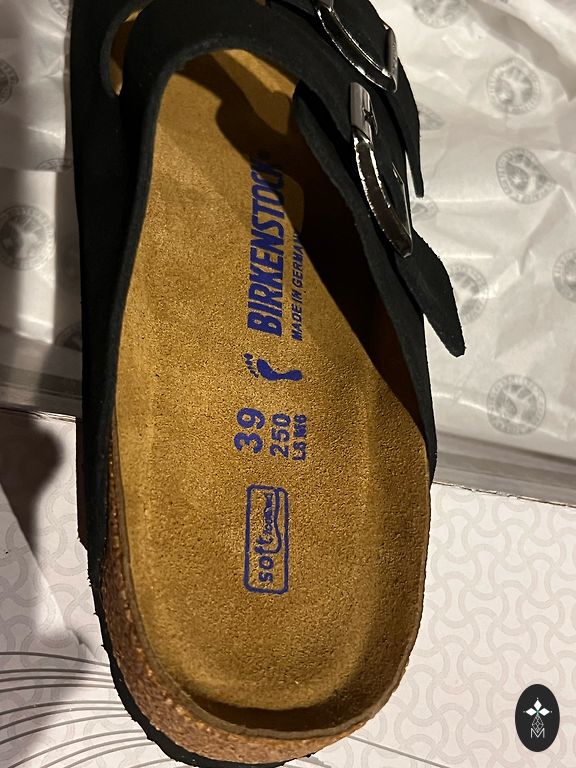 BIRKENSTOCK
MADE IN GERMANY
39
250
L8 M6
soft footbed
M